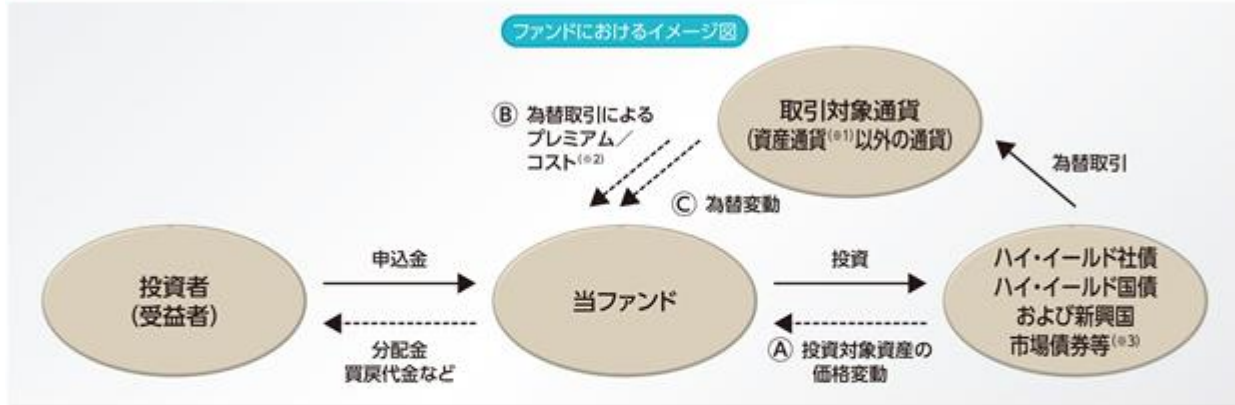 ファンドにおけるイメージ図
取引対象通貨
(資産通貨(※1)以外の通貨)
Ⓑ 為替取引による
プレミアム/
コスト(※2)
為替取引
Ⓒ 為替変動
投資者
(受益者)
申込金
分配金
買戻代金など
当ファンド
投資
Ⓐ 投資対象資産の
価格変動
ハイ・イールド社債
ハイ・イールド国債
および新興国
市場債券等(※3)